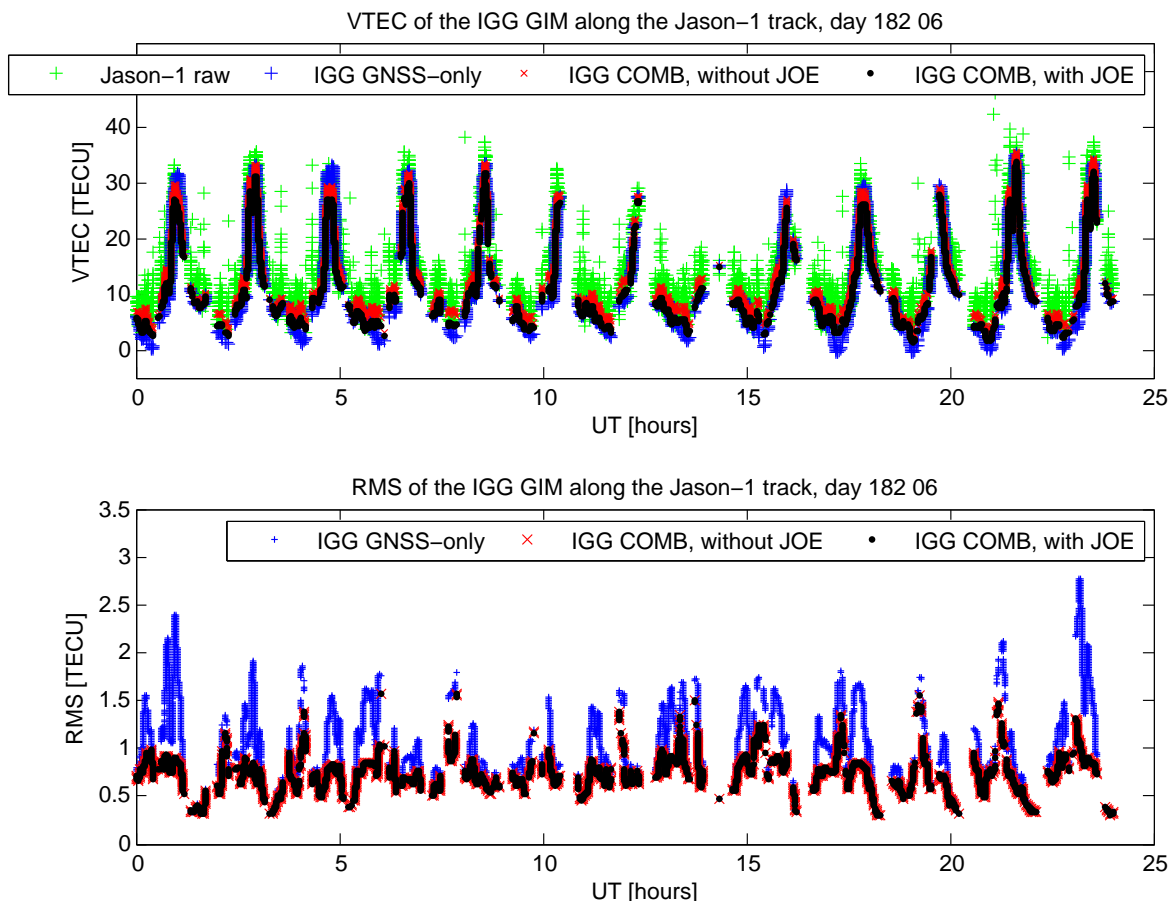 VTEC of the IGG GIM along the Jason−1 track, day 182 06
Jason−1 raw IGG GNSS−only IGG COMB, without JOE IGG COMB, with JOE
VTEC [TECU]
40
30
20
10
0
0 5 10 15 20 25
UT [hours]
RMS of the IGG GIM along the Jason−1 track, day 182 06
IGG GNSS−only IGG COMB, without JOE IGG COMB, with JOE
RMS [TECU]
3.5
3
2.5
2
1.5
1
0.5
0
0 5 10 15 20 25
UT [hours]